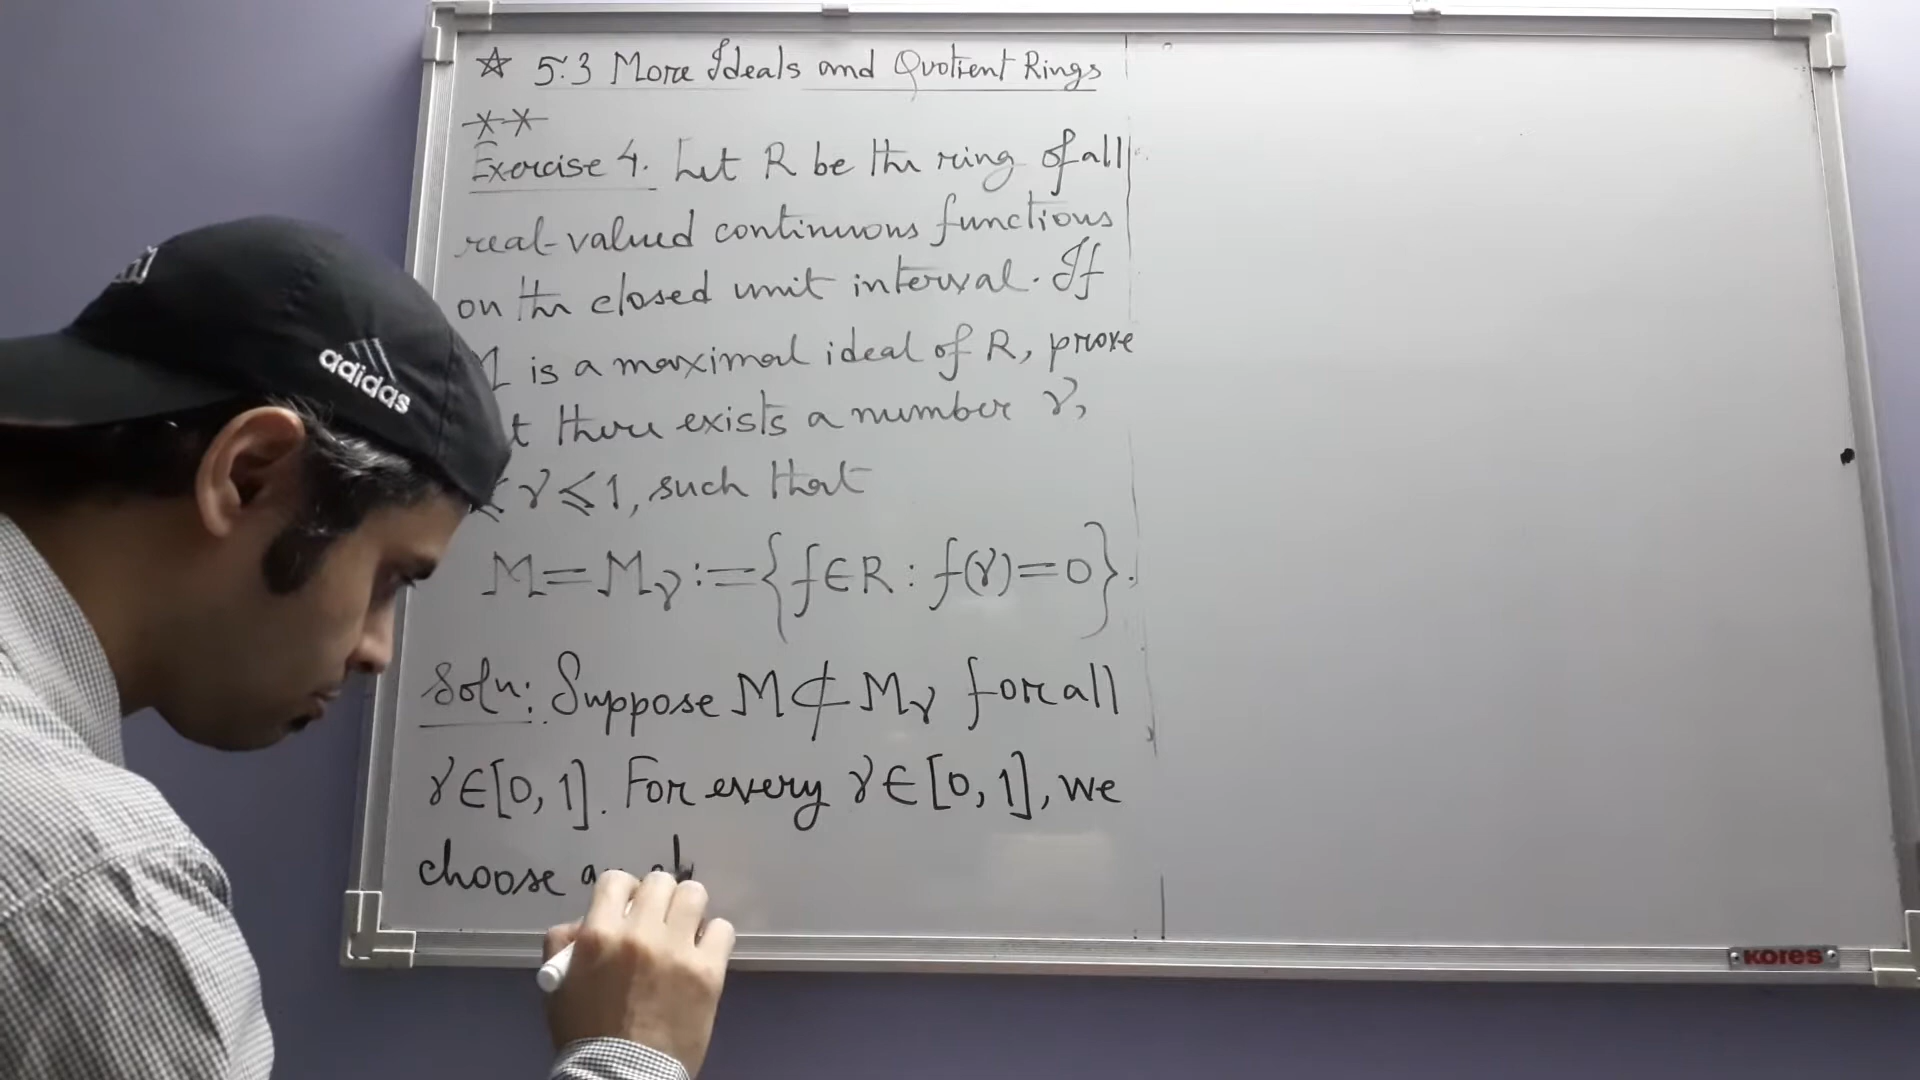 ☆ 5.3 More Ideals and Quotient Rings
**
Exercise 4. Let R be the ring of all
real-valued continuous functions
on the closed unit interval. If
is a maximal ideal of R, prove
there exists a number γ,
γ ⩽ 1, such that
M = Mγ := {f ∈ R : f(γ) = 0}.
Soln: Suppose M ⊄ Mγ for all
γ ∈ [0, 1]. For every γ ∈ [0, 1], we
choose
adidas
KORES